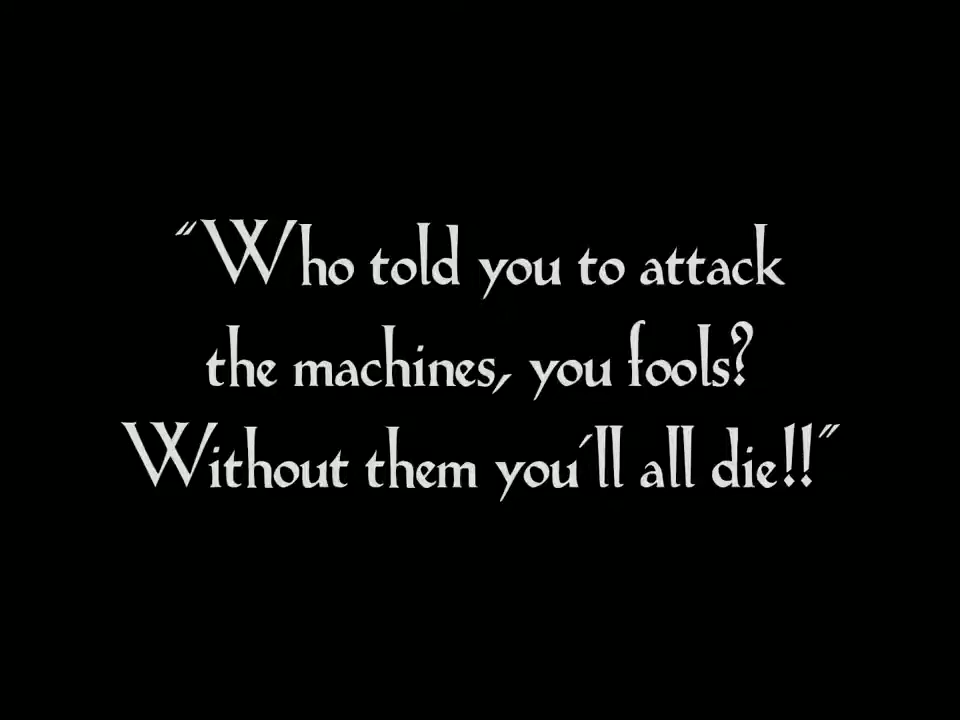 "Who told you to attack
the machines, you fools?
Without them you'll all die!!"